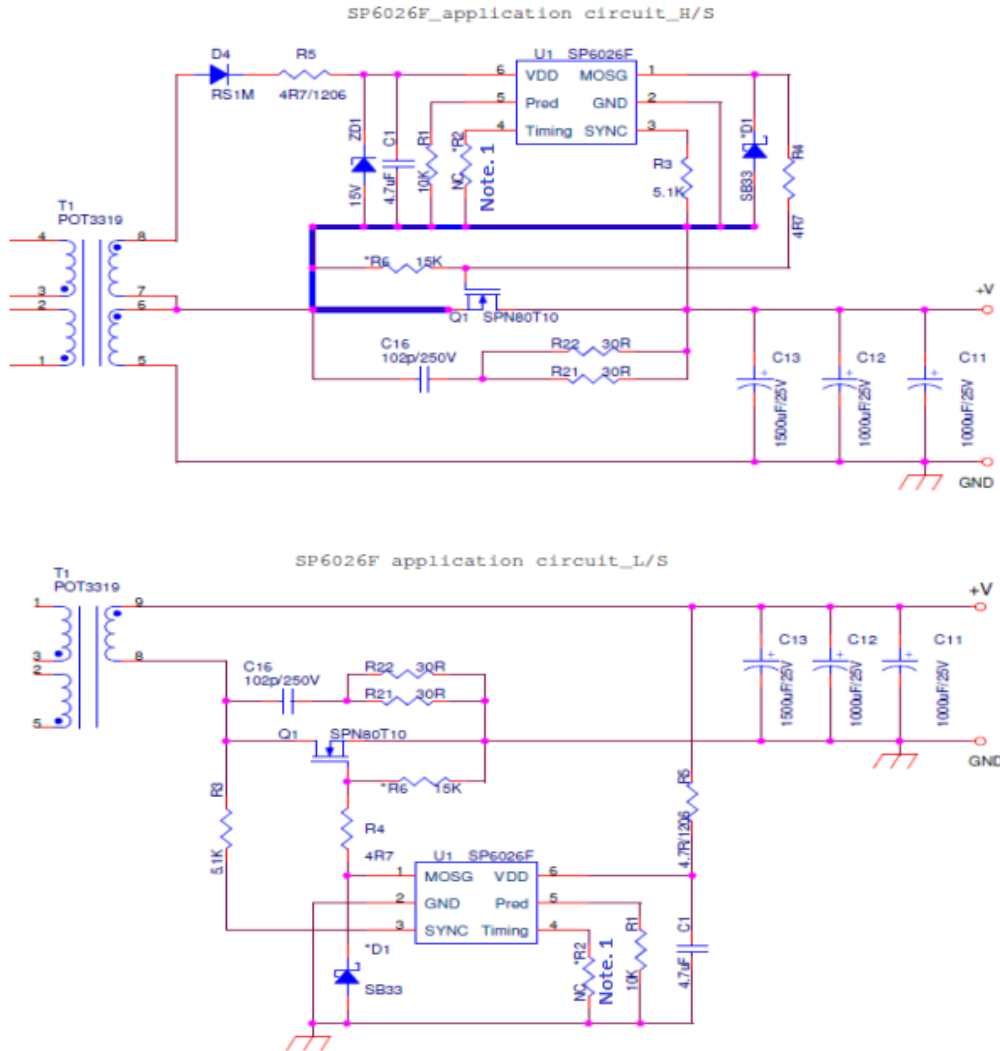 SP6026F_application circuit_H/S
D4
RS1M
R5
4R7/1206
U1 SP6026F
6 VDD MOSG 1
5 Pred GND 2
4 Timing SYNC 3
ZD1
15V
C1
4.7uF
R1
10K
*R2
NC
Note. 1
R3
5.1K
*D1
SB33
R4
4R7
T1
POT3319
4
3
2
1
8
7
6
5
*R6 15K
Q1 SPN80T10
C16
102p/250V
R22 30R
R21 30R
+V
C13
1500uF/25V
C12
1000uF/25V
C11
1000uF/25V
GND
SP6026F application circuit_L/S
T1
POT3319
1
3
2
5
9
8
C16
102p/250V
R22 30R
R21 30R
Q1 SPN80T10
*R6 15K
R3
5.1K
R4
4R7
U1 SP6026F
1 MOSG VDD 6
2 GND Pred 5
3 SYNC Timing 4
*D1
SB33
*R2
NC
Note. 1
R1
10K
R5
4.7R/1206
C1
4.7uF
+V
C13
1500uF/25V
C12
1000uF/25V
C11
1000uF/25V
GND